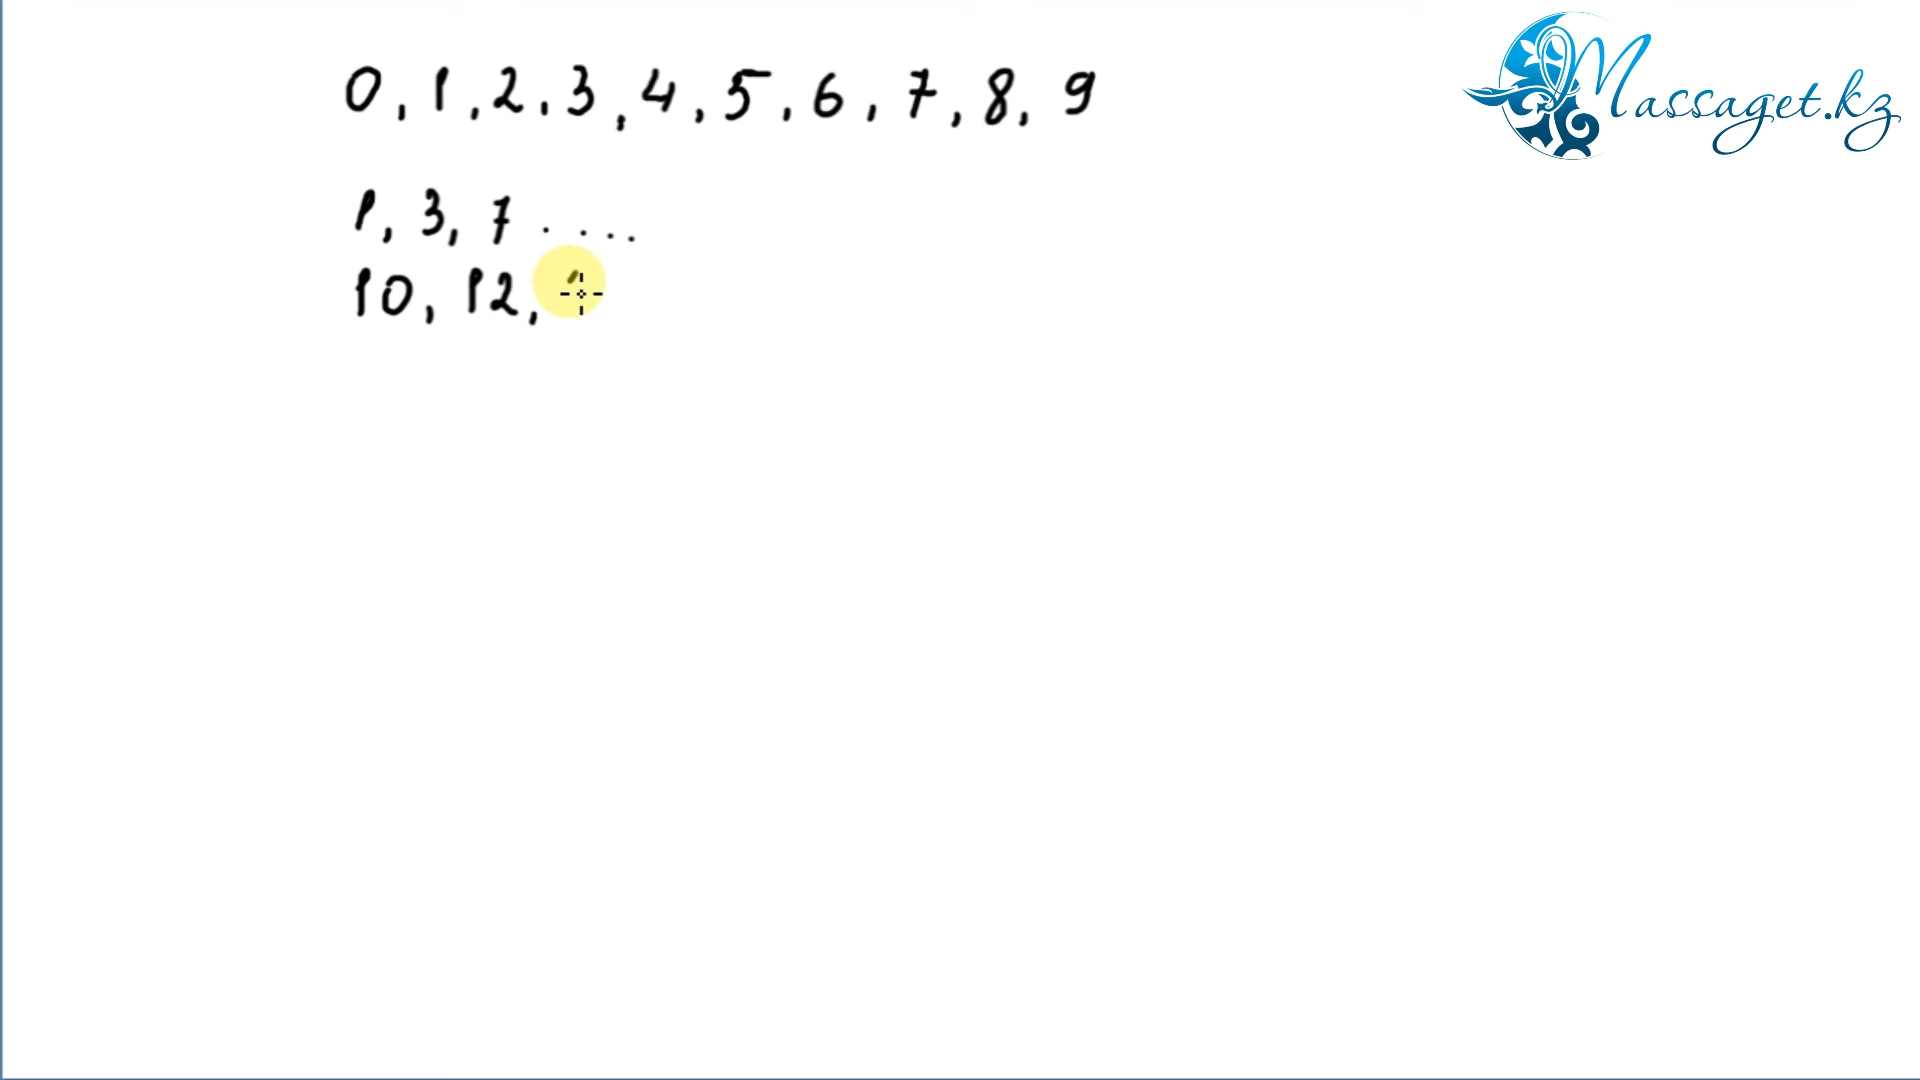 0, 1, 2, 3, 4, 5, 6, 7, 8, 9
Massaget.kz
1, 3, 7 ....
10, 12,